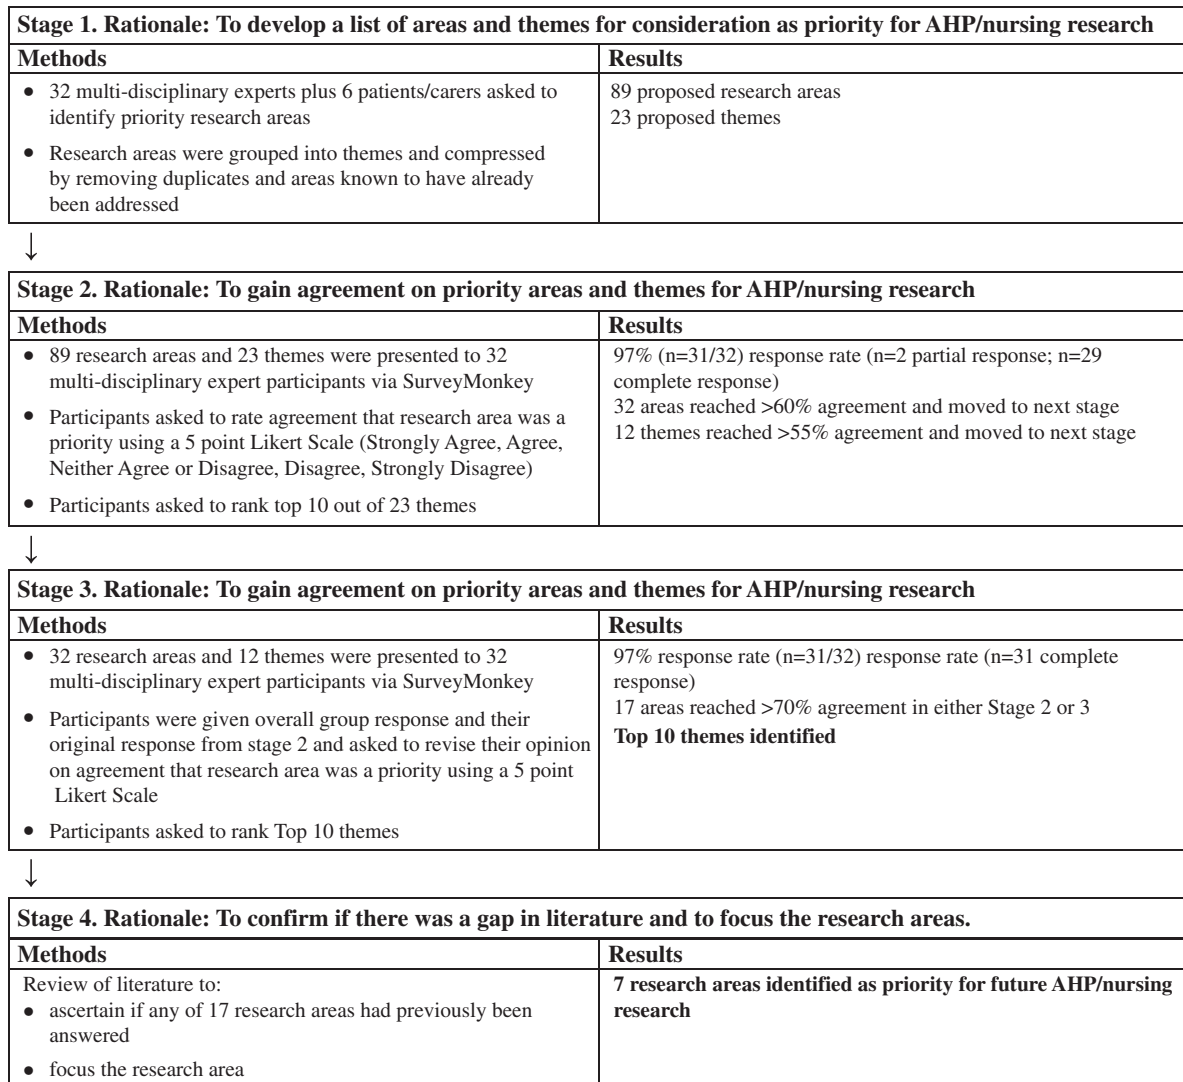 Stage 1. Rationale: To develop a list of areas and themes for consideration as priority for AHP/nursing research
Methods
Results
• 32 multi-disciplinary experts plus 6 patients/carers asked to
identify priority research areas
• Research areas were grouped into themes and compressed
by removing duplicates and areas known to have already
been addressed
89 proposed research areas
23 proposed themes
↓
Stage 2. Rationale: To gain agreement on priority areas and themes for AHP/nursing research
Methods
Results
• 89 research areas and 23 themes were presented to 32
multi-disciplinary expert participants via SurveyMonkey
• Participants asked to rate agreement that research area was a
priority using a 5 point Likert Scale (Strongly Agree, Agree,
Neither Agree or Disagree, Disagree, Strongly Disagree)
• Participants asked to rank top 10 out of 23 themes
97% (n=31/32) response rate (n=2 partial response; n=29
complete response)
32 areas reached >60% agreement and moved to next stage
12 themes reached >55% agreement and moved to next stage
↓
Stage 3. Rationale: To gain agreement on priority areas and themes for AHP/nursing research
Methods
Results
• 32 research areas and 12 themes were presented to 32
multi-disciplinary expert participants via SurveyMonkey
• Participants were given overall group response and their
original response from stage 2 and asked to revise their opinion
on agreement that research area was a priority using a 5 point
Likert Scale
• Participants asked to rank Top 10 themes
97% response rate (n=31/32) response rate (n=31 complete
response)
17 areas reached >70% agreement in either Stage 2 or 3
Top 10 themes identified
↓
Stage 4. Rationale: To confirm if there was a gap in literature and to focus the research areas.
Methods
Results
Review of literature to:
• ascertain if any of 17 research areas had previously been
answered
• focus the research area
7 research areas identified as priority for future AHP/nursing
research